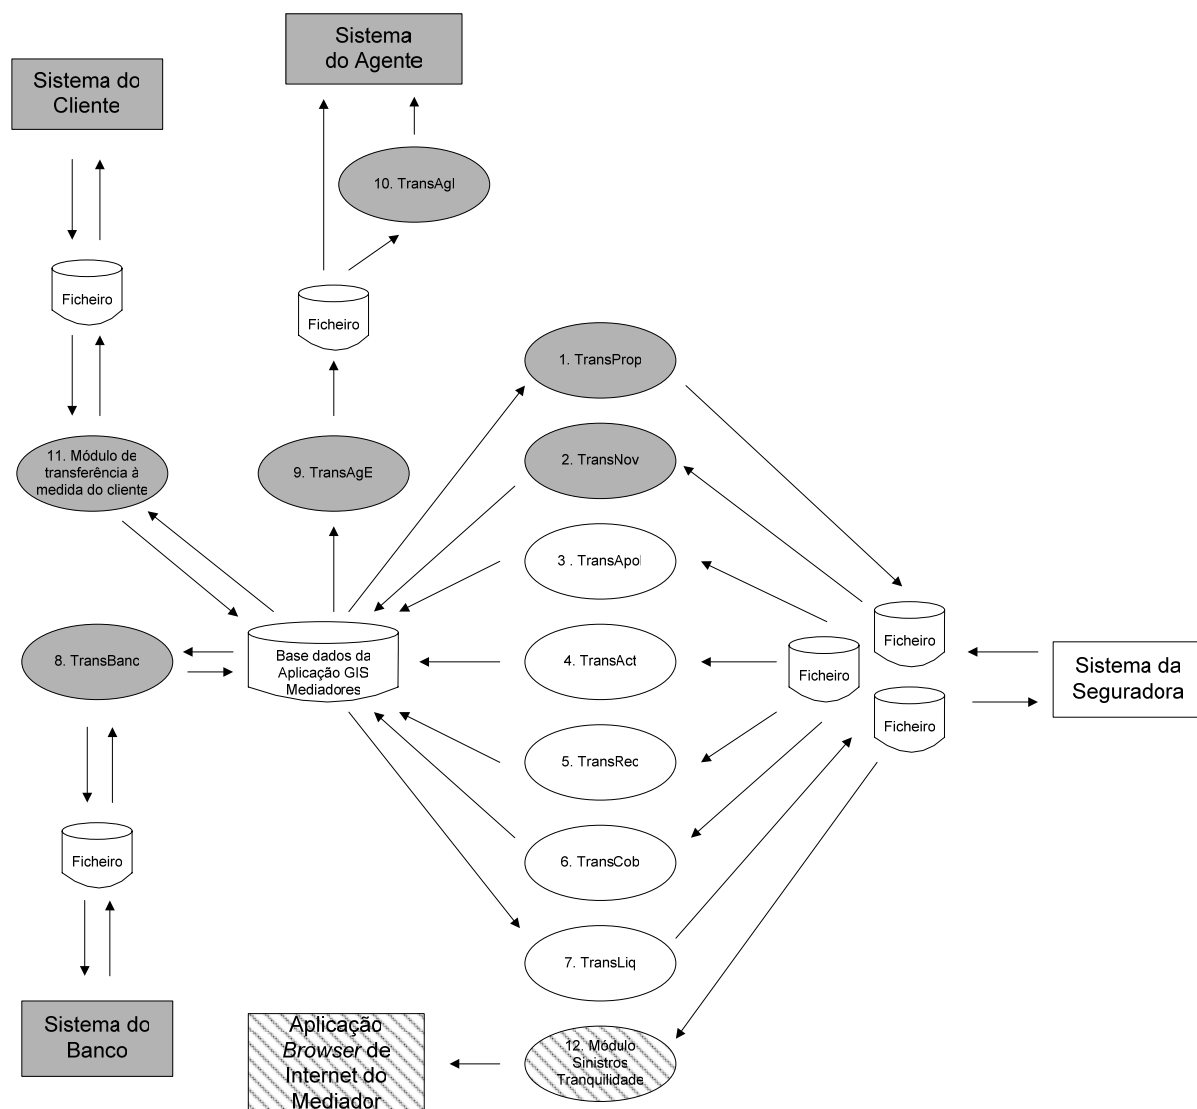 Sistema
do Agente
Sistema do
Cliente
10. TransAgI
Ficheiro
Ficheiro
1. TransProp
11. Módulo de
transferência à
medida do cliente
9. TransAgE
2. TransNov
3 . TransApol
Ficheiro
8. TransBanc
Base dados da
Aplicação GIS
Mediadores
4. TransAct
Ficheiro
Sistema da
Seguradora
Ficheiro
5. TransRec
Ficheiro
6. TransCob
7. TransLiq
Sistema do
Banco
Aplicação
Browser de
Internet do
Mediador
12. Módulo
Sinistros
Tranquilidade